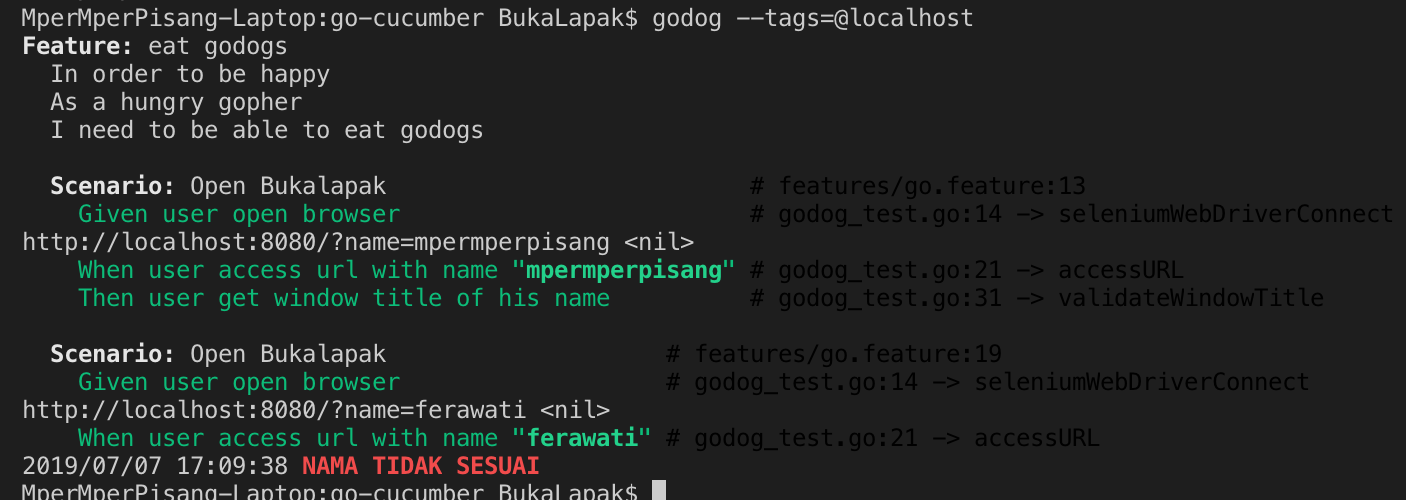 MperMperPisang-Laptop:go-cucumber BukaLapak$ godog --tags=@localhost
Feature: eat godogs
In order to be happy
As a hungry gopher
I need to be able to eat godogs
Scenario: Open Bukalapak # features/go.feature:13
Given user open browser # godog_test.go:14 -> seleniumWebDriverConnect
http://localhost:8080/?name=mpermperpisang <nil>
When user access url with name "mpermperpisang" # godog_test.go:21 -> accessURL
Then user get window title of his name # godog_test.go:31 -> validateWindowTitle
Scenario: Open Bukalapak # features/go.feature:19
Given user open browser # godog_test.go:14 -> seleniumWebDriverConnect
http://localhost:8080/?name=ferawati <nil>
When user access url with name "ferawati" # godog_test.go:21 -> accessURL
2019/07/07 17:09:38 NAMA TIDAK SESUAI
MperMperPisang-Laptop:go-cucumber BukaLapak$